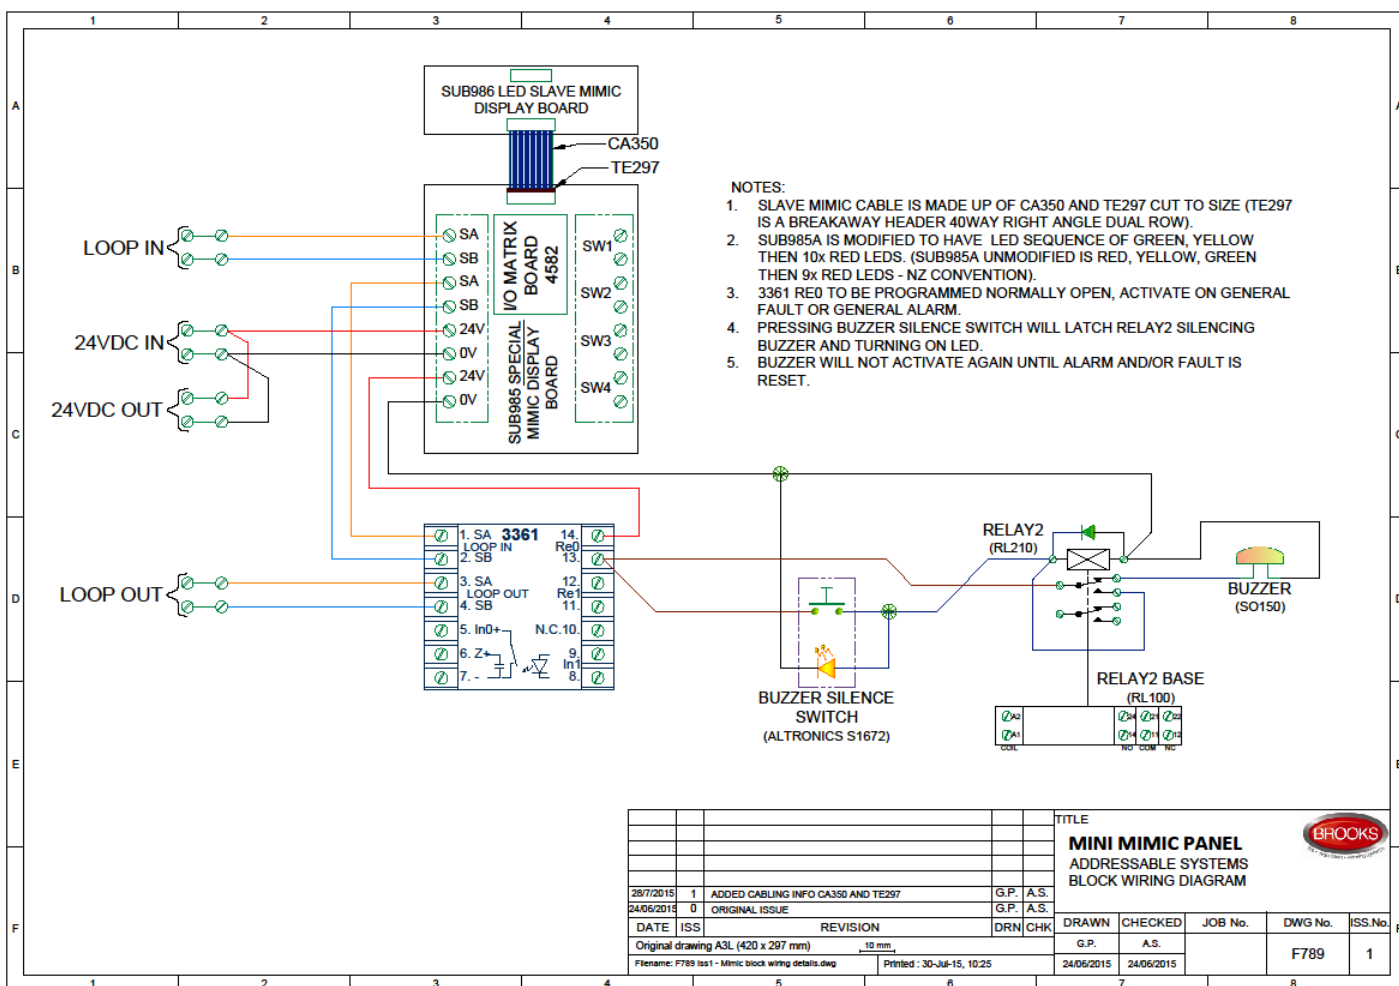 1 2 3 4 5 6 7 8
A
B
C
D
E
F
A
B
C
D
E
F
SUB986 LED SLAVE MIMIC
DISPLAY BOARD
CA350
TE297
LOOP IN
24VDC IN
24VDC OUT
LOOP OUT
SA
SB
SA
SB
24V
0V
24V
0V
I/O MATRIX
BOARD
4582
SUB985 SPECIAL
MIMIC DISPLAY
BOARD
SW1
SW2
SW3
SW4
NOTES:
1. SLAVE MIMIC CABLE IS MADE UP OF CA350 AND TE297 CUT TO SIZE (TE297
IS A BREAKAWAY HEADER 40WAY RIGHT ANGLE DUAL ROW).
2. SUB985A IS MODIFIED TO HAVE LED SEQUENCE OF GREEN, YELLOW
THEN 10x RED LEDS. (SUB985A UNMODIFIED IS RED, YELLOW, GREEN
THEN 9x RED LEDS - NZ CONVENTION).
3. 3361 RE0 TO BE PROGRAMMED NORMALLY OPEN, ACTIVATE ON GENERAL
FAULT OR GENERAL ALARM.
4. PRESSING BUZZER SILENCE SWITCH WILL LATCH RELAY2 SILENCING
BUZZER AND TURNING ON LED.
5. BUZZER WILL NOT ACTIVATE AGAIN UNTIL ALARM AND/OR FAULT IS
RESET.
1. SA 3361 14.
LOOP IN Re0
2. SB 13.
3. SA 12.
LOOP OUT Re1
4. SB 11.
5. In0+ N.C.10.
6. Z+ 9.
In1
7. - 8.
RELAY2
(RL210)
BUZZER
(SO150)
BUZZER SILENCE
SWITCH
(ALTRONICS S1672)
RELAY2 BASE
(RL100)
A2 24 21 22
A1 14 11 12
COIL NO COM NC
28/7/2015 1 ADDED CABLING INFO CA350 AND TE297 G.P. A.S.
24/06/2015 0 ORIGINAL ISSUE G.P. A.S.
DATE ISS REVISION DRN CHK
Original drawing A3L (420 x 297 mm) 10 mm
Filename: F789 Iss1 - Mimic block wiring details.dwg Printed : 30-Jul-15, 10:25
TITLE
MINI MIMIC PANEL
ADDRESSABLE SYSTEMS
BLOCK WIRING DIAGRAM
BROOKS
DRAWN CHECKED JOB No. DWG No. ISS.No.
G.P. A.S. F789 1
24/06/2015 24/06/2015
1 2 3 4 5 6 7 8